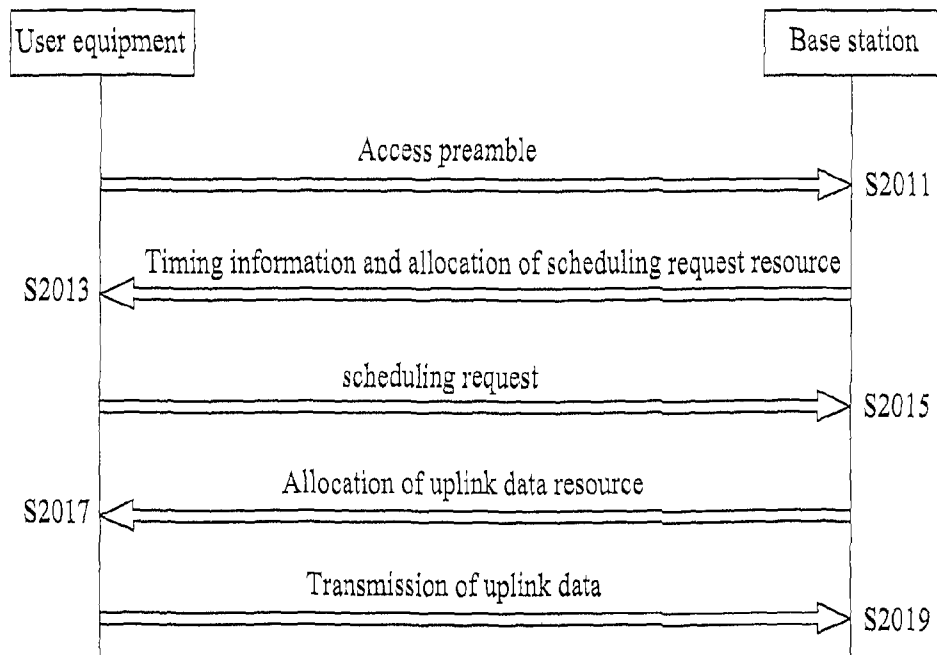 User equipment
Base station
Access preamble
S2011
Timing information and allocation of scheduling request resource
S2013
scheduling request
S2015
Allocation of uplink data resource
S2017
Transmission of uplink data
S2019